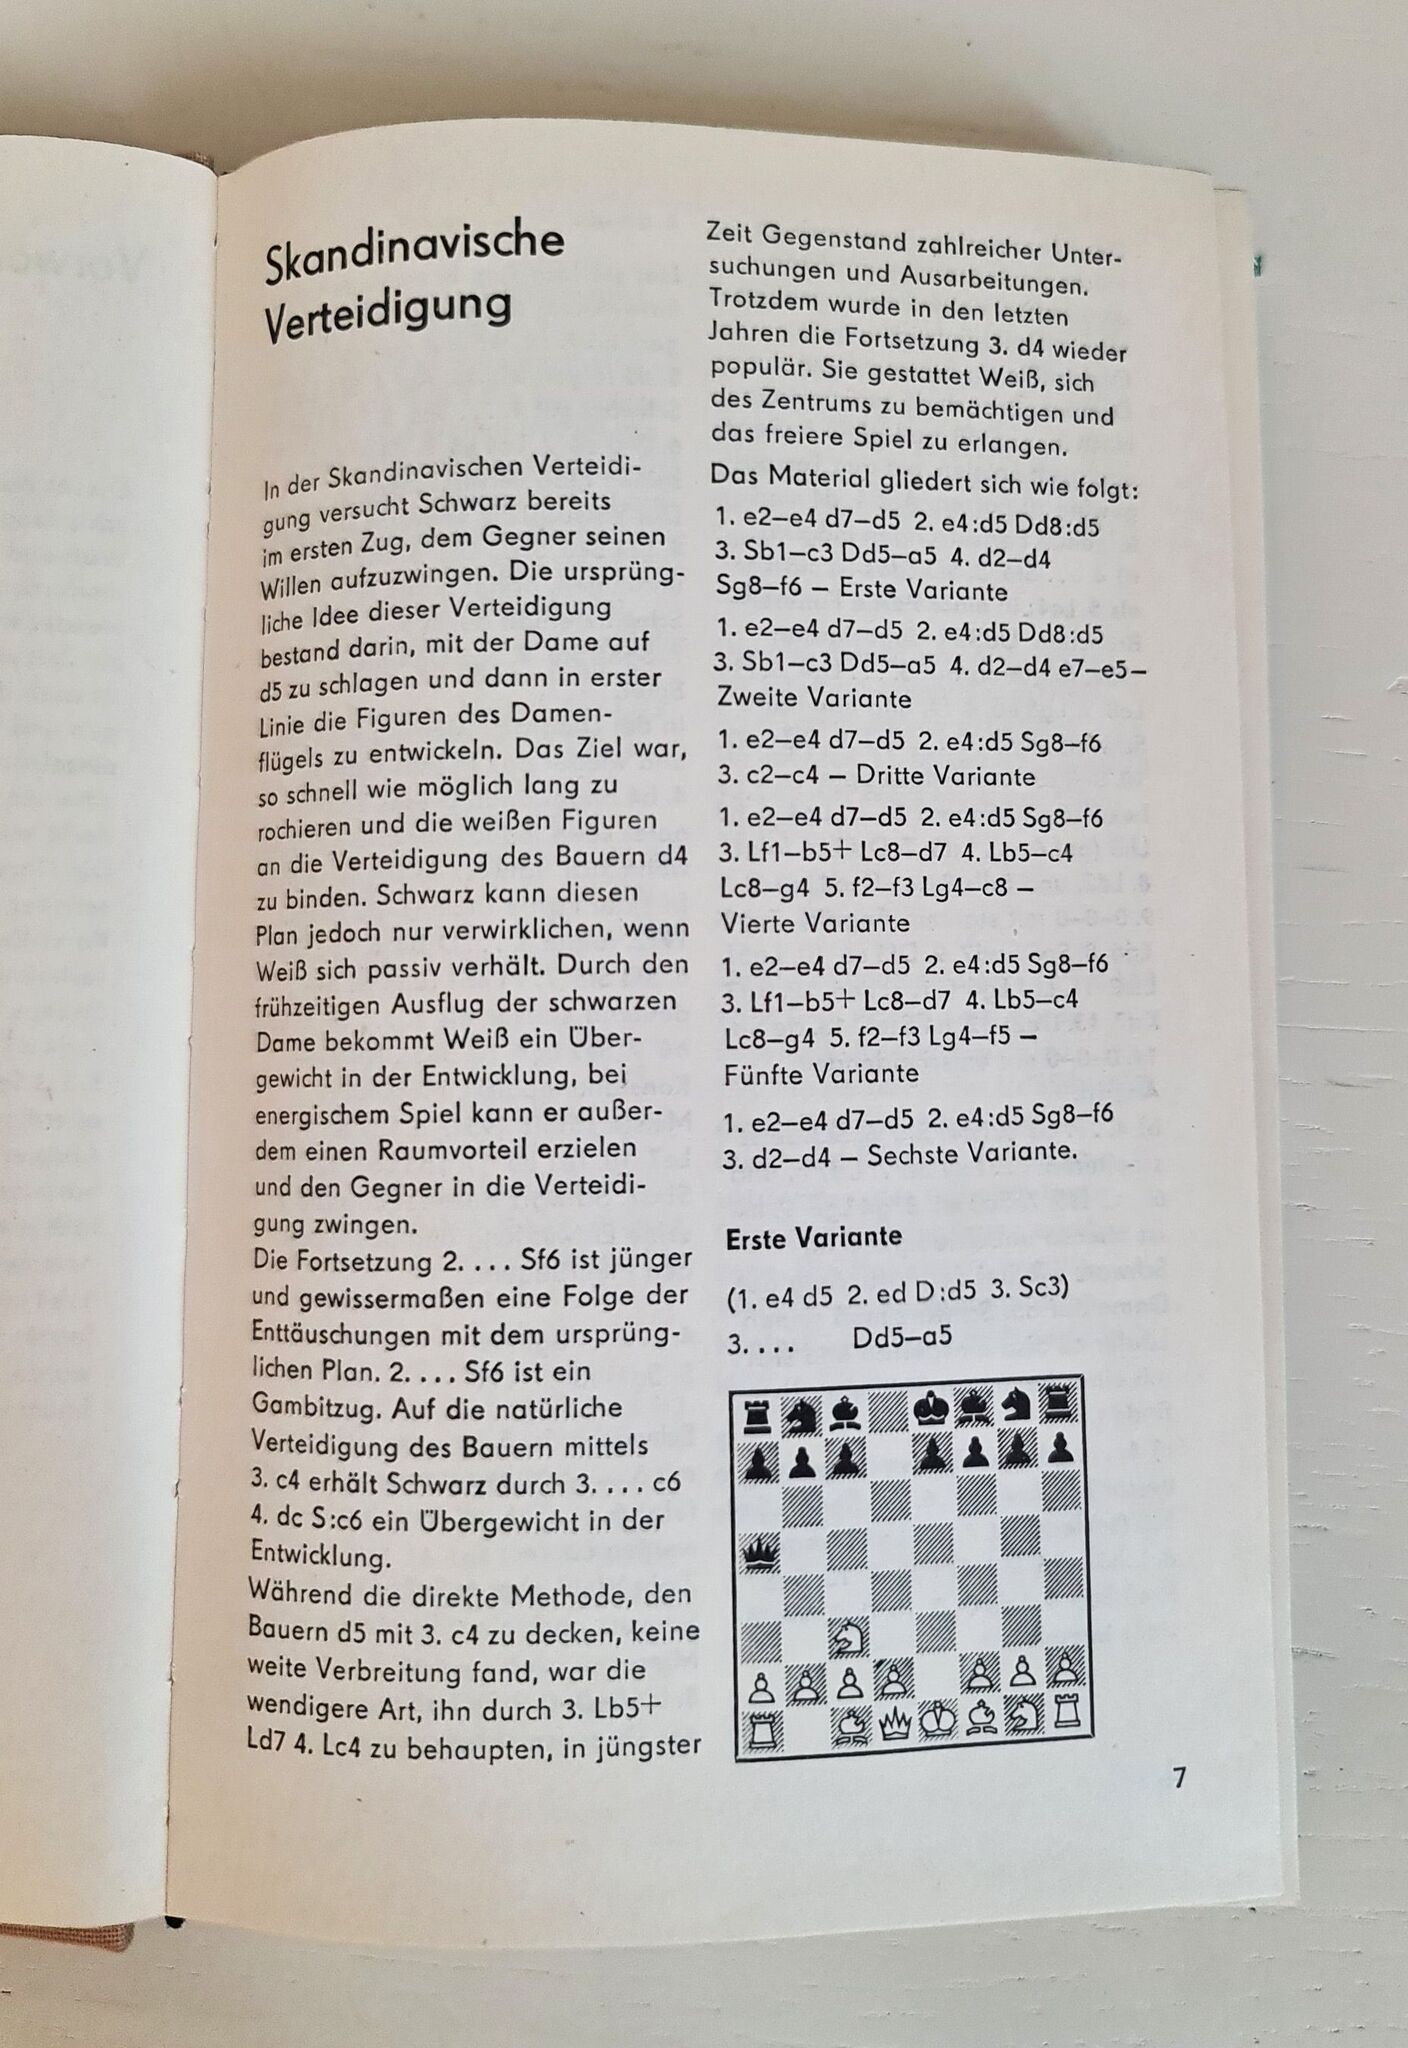 Skandinavische
Verteidigung
In der Skandinavischen Verteidi-
gung versucht Schwarz bereits
im ersten Zug, dem Gegner seinen
Willen aufzuzwingen. Die ursprüng-
liche Idee dieser Verteidigung
bestand darin, mit der Dame auf
d5 zu schlagen und dann in erster
Linie die Figuren des Damen-
flügels zu entwickeln. Das Ziel war,
so schnell wie möglich lang zu
rochieren und die weißen Figuren
an die Verteidigung des Bauern d4
zu binden. Schwarz kann diesen
Plan jedoch nur verwirklichen, wenn
Weiß sich passiv verhält. Durch den
frühzeitigen Ausflug der schwarzen
Dame bekommt Weiß ein Über-
gewicht in der Entwicklung, bei
energischem Spiel kann er außer-
dem einen Raumvorteil erzielen
und den Gegner in die Verteidi-
gung zwingen.
Die Fortsetzung 2. . . . Sf6 ist jünger
und gewissermaßen eine Folge der
Enttäuschungen mit dem ursprüng-
lichen Plan. 2. . . . Sf6 ist ein
Gambitzug. Auf die natürliche
Verteidigung des Bauern mittels
3. c4 erhält Schwarz durch 3. . . . c6
4. dc S:c6 ein Übergewicht in der
Entwicklung.
Während die direkte Methode, den
Bauern d5 mit 3. c4 zu decken, keine
weite Verbreitung fand, war die
wendigere Art, ihn durch 3. Lb5+
Ld7 4. Lc4 zu behaupten, in jüngster
Zeit Gegenstand zahlreicher Unter-
suchungen und Ausarbeitungen.
Trotzdem wurde in den letzten
Jahren die Fortsetzung 3. d4 wieder
populär. Sie gestattet Weiß, sich
des Zentrums zu bemächtigen und
das freiere Spiel zu erlangen.
Das Material gliedert sich wie folgt:
1. e2–e4 d7–d5 2. e4:d5 Dd8:d5
3. Sb1–c3 Dd5–a5 4. d2–d4
Sg8–f6 – Erste Variante
1. e2–e4 d7–d5 2. e4:d5 Dd8:d5
3. Sb1–c3 Dd5–a5 4. d2–d4 e7–e5–
Zweite Variante
1. e2–e4 d7–d5 2. e4:d5 Sg8–f6
3. c2–c4 – Dritte Variante
1. e2–e4 d7–d5 2. e4:d5 Sg8–f6
3. Lf1–b5+ Lc8–d7 4. Lb5–c4
Lc8–g4 5. f2–f3 Lg4–c8 –
Vierte Variante
1. e2–e4 d7–d5 2. e4:d5 Sg8–f6
3. Lf1–b5+ Lc8–d7 4. Lb5–c4
Lc8–g4 5. f2–f3 Lg4–f5 –
Fünfte Variante
1. e2–e4 d7–d5 2. e4:d5 Sg8–f6
3. d2–d4 – Sechste Variante.
Erste Variante
(1. e4 d5 2. ed D:d5 3. Sc3)
3. . . . Dd5–a5
7